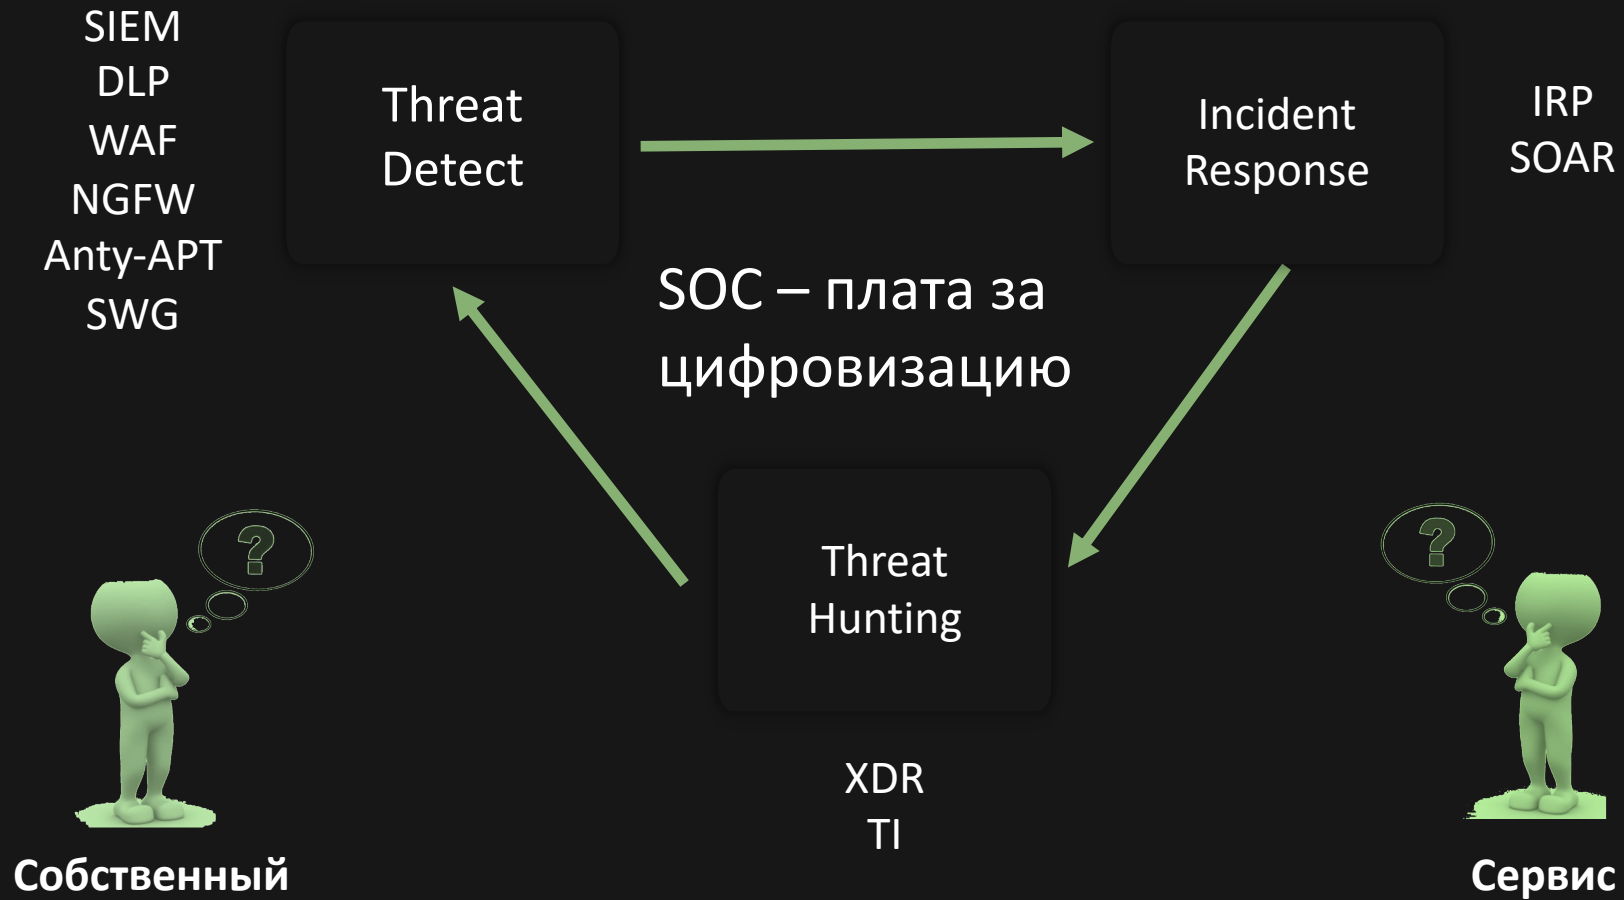 SIEM
DLP
WAF
NGFW
Anty-APT
SWG
Threat
Detect
Incident
Response
IRP
SOAR
SOC – плата за
цифровизацию
?
?
Threat
Hunting
XDR
TI
Собственный
Сервис